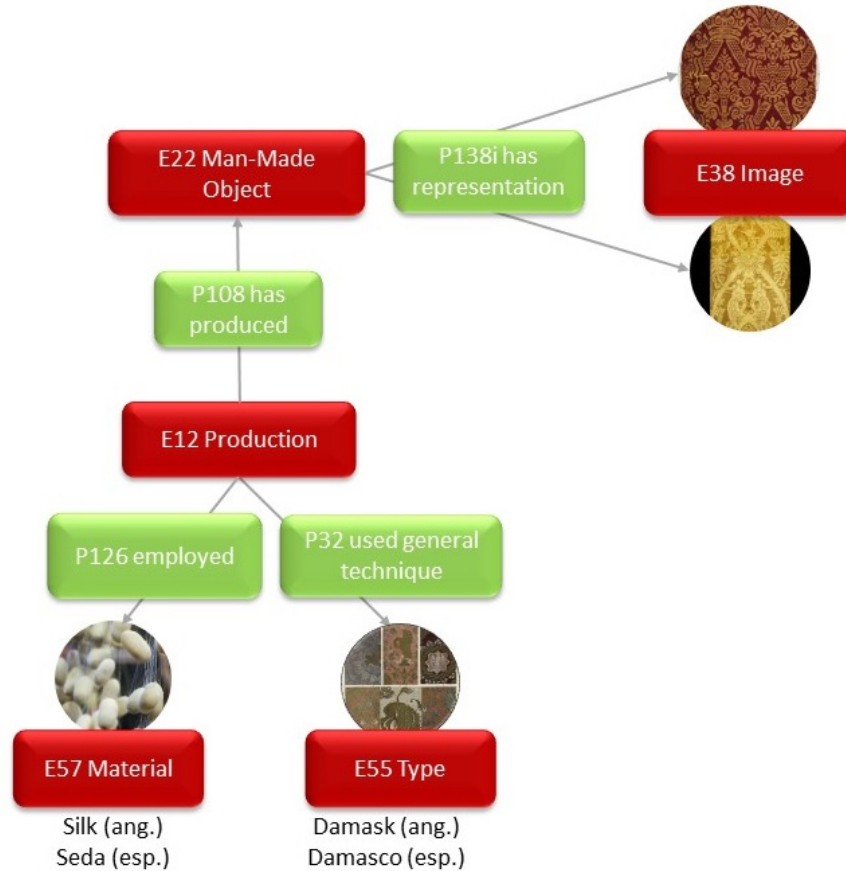 E22 Man-Made
Object
P138i has
representation
E38 Image
P108 has
produced
E12 Production
P126 employed
P32 used general
technique
E57 Material
E55 Type
Silk (ang.)
Seda (esp.)
Damask (ang.)
Damasco (esp.)